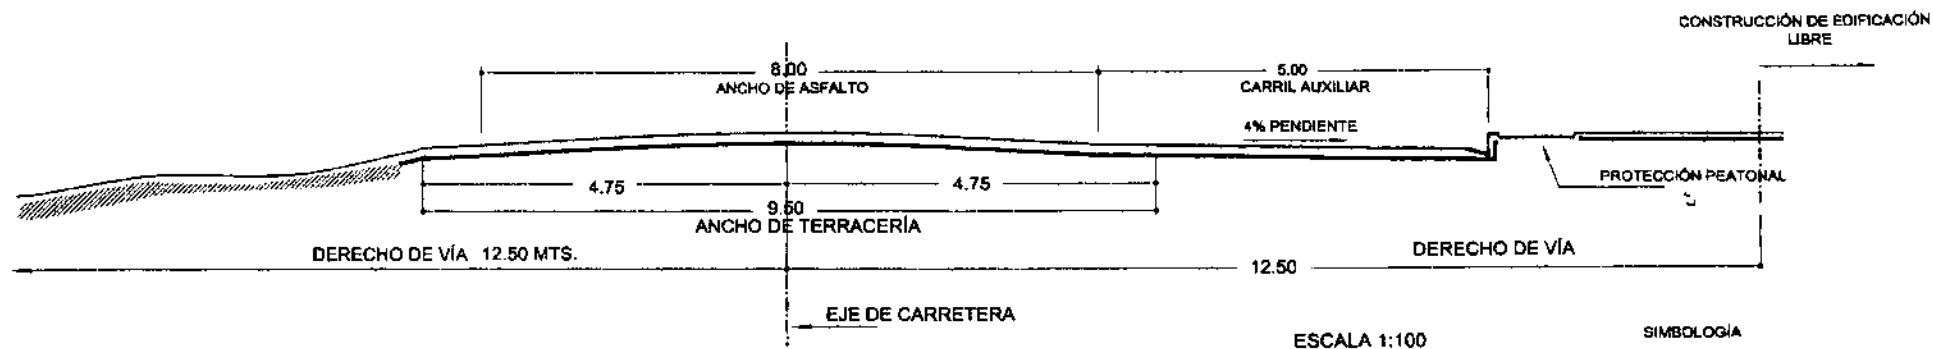 CONSTRUCCIÓN DE EDIFICACIÓN
LIBRE
8.00
ANCHO DE ASFALTO
5.00
CARRIL AUXILIAR
4% PENDIENTE
PROTECCIÓN PEATONAL
4.75
4.75
9.50
ANCHO DE TERRACERÍA
DERECHO DE VÍA 12.50 MTS.
DERECHO DE VÍA
12.50
EJE DE CARRETERA
ESCALA 1:100
SIMBOLOGÍA